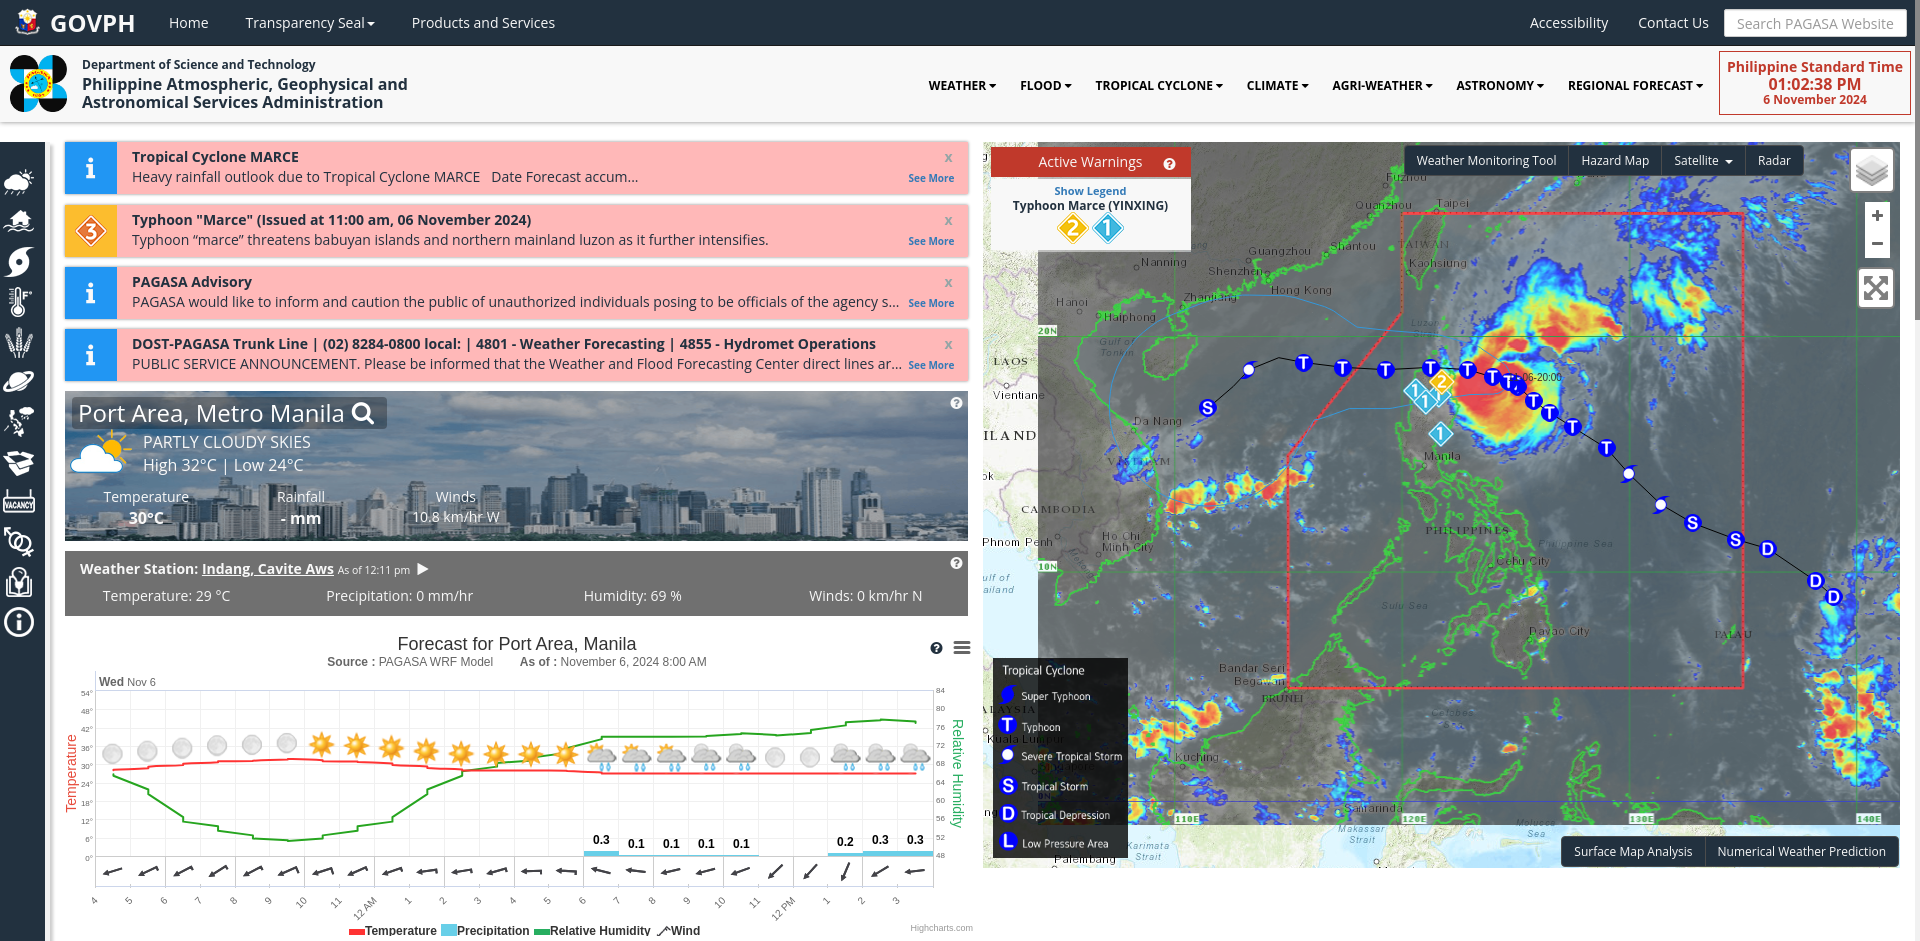 GOVPH
Home
Transparency Seal
Products and Services
Accessibility
Contact Us
Search PAGASA Website
Department of Science and Technology
Philippine Atmospheric, Geophysical and
Astronomical Services Administration
WEATHER
FLOOD
TROPICAL CYCLONE
CLIMATE
AGRI-WEATHER
ASTRONOMY
REGIONAL FORECAST
Philippine Standard Time
01:02:38 PM
6 November 2024
Tropical Cyclone MARCE
x
Heavy rainfall outlook due to Tropical Cyclone MARCE Date Forecast accum...
See More
3
Typhoon "Marce" (Issued at 11:00 am, 06 November 2024)
x
Typhoon “marce” threatens babuyan islands and northern mainland luzon as it further intensifies.
See More
PAGASA Advisory
x
PAGASA would like to inform and caution the public of unauthorized individuals posing to be officials of the agency s...
See More
DOST-PAGASA Trunk Line | (02) 8284-0800 local: | 4801 - Weather Forecasting | 4855 - Hydromet Operations
x
PUBLIC SERVICE ANNOUNCEMENT. Please be informed that the Weather and Flood Forecasting Center direct lines ar...
See More
Port Area, Metro Manila
PARTLY CLOUDY SKIES
High 32°C | Low 24°C
Temperature
30°C
Rainfall
- mm
Winds
10.8 km/hr W
Weather Station: Indang, Cavite Aws As of 12:11 pm
Temperature: 29 °C
Precipitation: 0 mm/hr
Humidity: 69 %
Winds: 0 km/hr N
VACANCY
Forecast for Port Area, Manila
Source : PAGASA WRF Model As of : November 6, 2024 8:00 AM
Wed Nov 6
Temperature
54°
48°
42°
36°
30°
24°
18°
12°
6°
0°
Relative Humidity
84
80
76
72
68
64
60
56
52
48
0.3
0.1
0.1
0.1
0.1
0.2
0.3
0.3
4
5
6
7
8
9
10
11
12 AM
1
2
3
4
5
6
7
8
9
10
11
12 PM
1
2
3
Temperature
Precipitation
Relative Humidity
Wind
Highcharts.com
Active Warnings
Show Legend
Typhoon Marce (YINXING)
2
1
Weather Monitoring Tool
Hazard Map
Satellite
Radar
+
−
Fuzhou
Quanzhou
Taipei
TAIWAN
Kaohsiung
Shantou
Guangzhou
Shenzhen
Nanning
Hong Kong
Zhanjiang
Hanoi
Haiphong
Gulf of
Tonkin
Luzon
20N
LAOS
Vientiane
Da Nang
VIETNAM
CAMBODIA
Phnom Penh
Ho Chi
Minh City
10N
S
T
T
T
T
T
T
T
06-20:00
T
T
T
T
2
1
1
1
1
S
S
D
D
D
Manila
PHILIPPINES
Philippine Sea
Cebu City
Sulu Sea
Davao City
PALAU
Bandar Seri
Begawan
BRUNEI
Celebes
Kuching
Kuala Lumpur
Samarinda
110E
120E
130E
140E
Makassar
Strait
Molucca
Sea
Karimata
Strait
Palembang
Tropical Cyclone
Super Typhoon
T Typhoon
Severe Tropical Storm
S Tropical Storm
D Tropical Depression
L Low Pressure Area
Surface Map Analysis
Numerical Weather Prediction